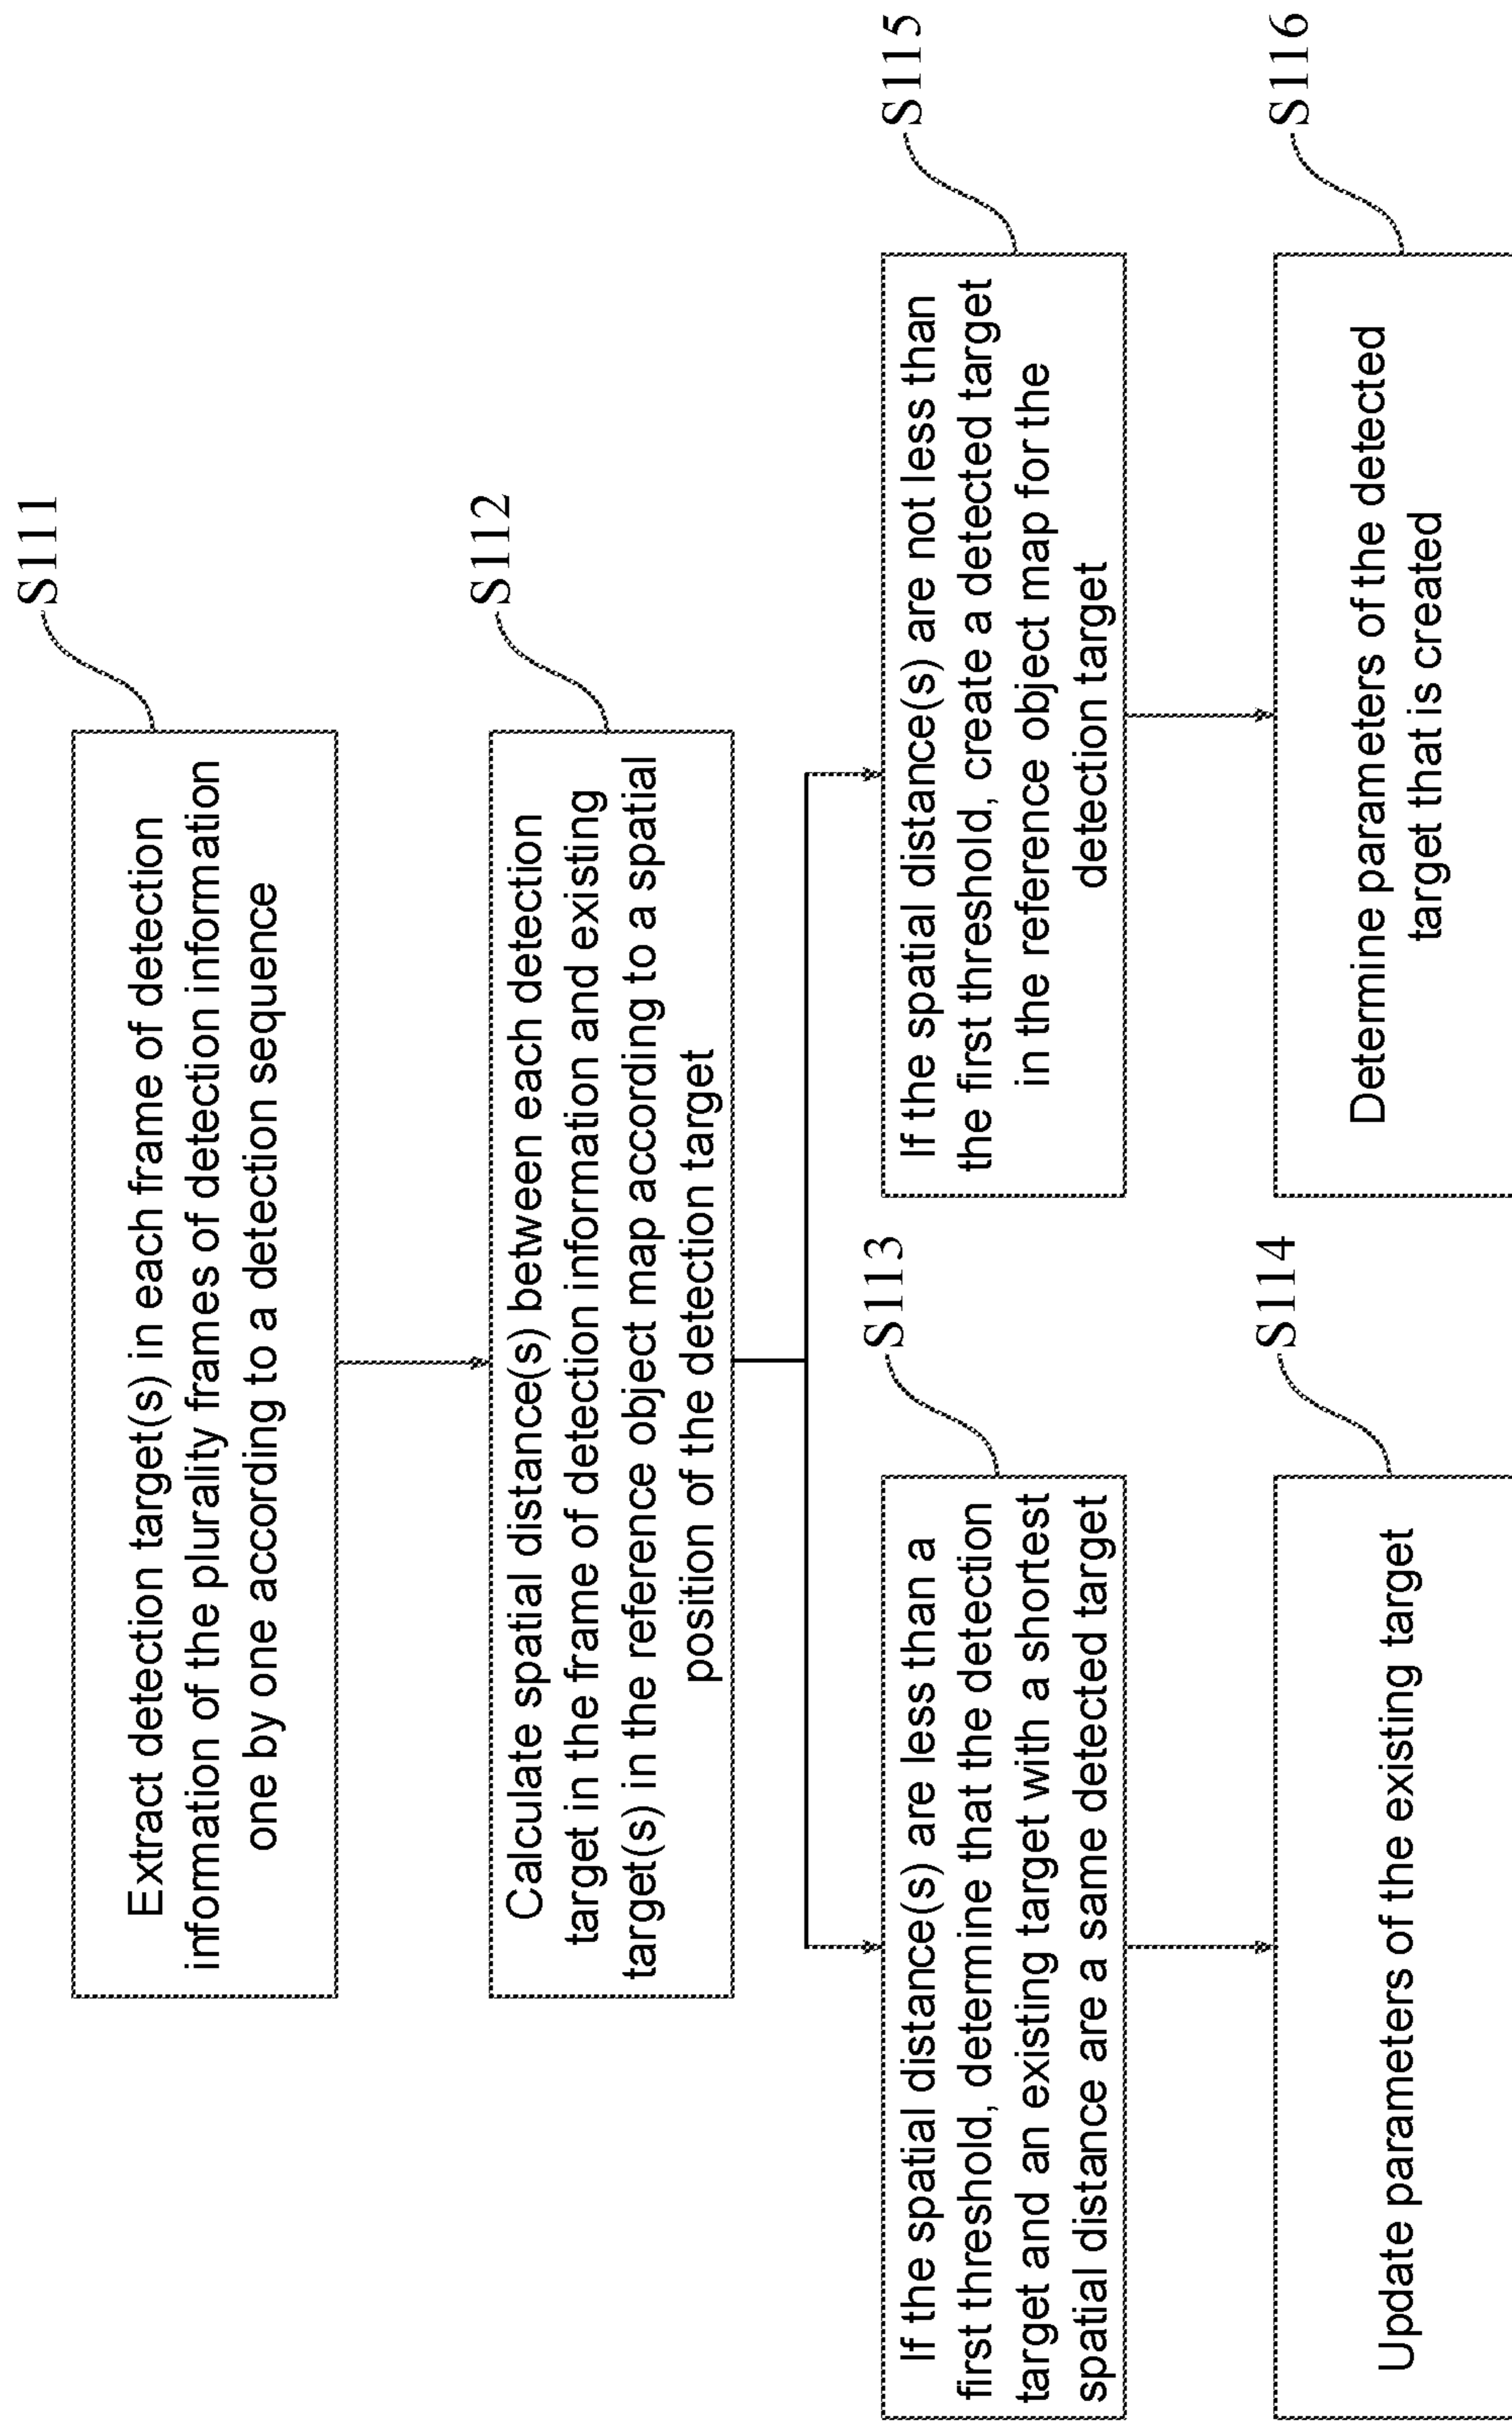 S111
Extract detection target(s) in each frame of detection
information of the plurality frames of detection information
one by one according to a detection sequence
S112
Calculate spatial distance(s) between each detection
target in the frame of detection information and existing
target(s) in the reference object map according to a spatial
position of the detection target
S113
If the spatial distance(s) are less than a
first threshold, determine that the detection
target and an existing target with a shortest
spatial distance are a same detected target
S114
Update parameters of the existing target
S115
If the spatial distance(s) are not less than
the first threshold, create a detected target
in the reference object map for the
detection target
S116
Determine parameters of the detected
target that is created